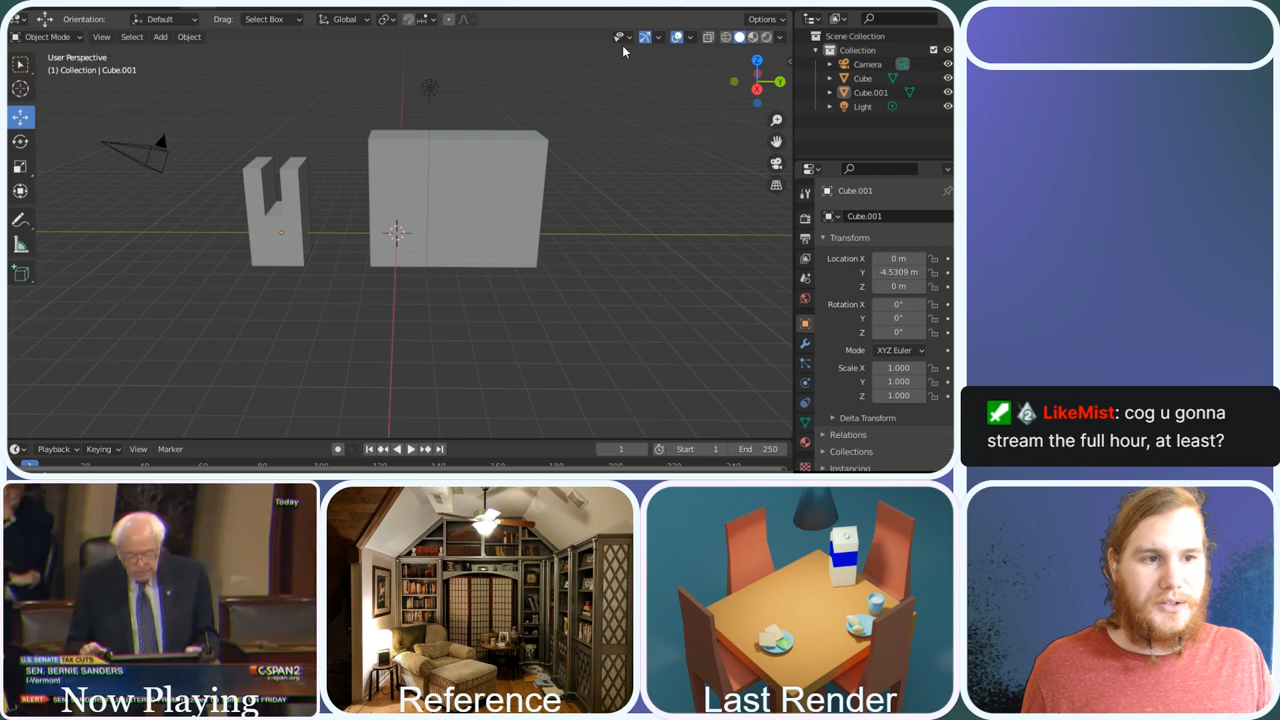 Orientation:
Default
Drag:
Select Box
Global
Options
Object Mode
View
Select
Add
Object
User Perspective
(1) Collection | Cube.001
Z
Y
X
Scene Collection
Collection
Camera
Cube
Cube.001
Light
Cube.001
Cube.001
Transform
Location X
0 m
Y
-4.5309 m
Z
0 m
Rotation X
0°
Y
0°
Z
0°
Mode
XYZ Euler
Scale X
1.000
Y
1.000
Z
1.000
Delta Transform
Relations
Collections
Instancing
Playback
Keying
View
Marker
1
Start
1
End
250
2
LikeMist: cog u gonna
stream the full hour, at least?
Today
U.S. SENATE
TAX CUTS
SEN. BERNIE SANDERS
I-Vermont
C-SPAN2
c-span.org
ALERT
FRIDAY
Now Playing
Reference
Last Render